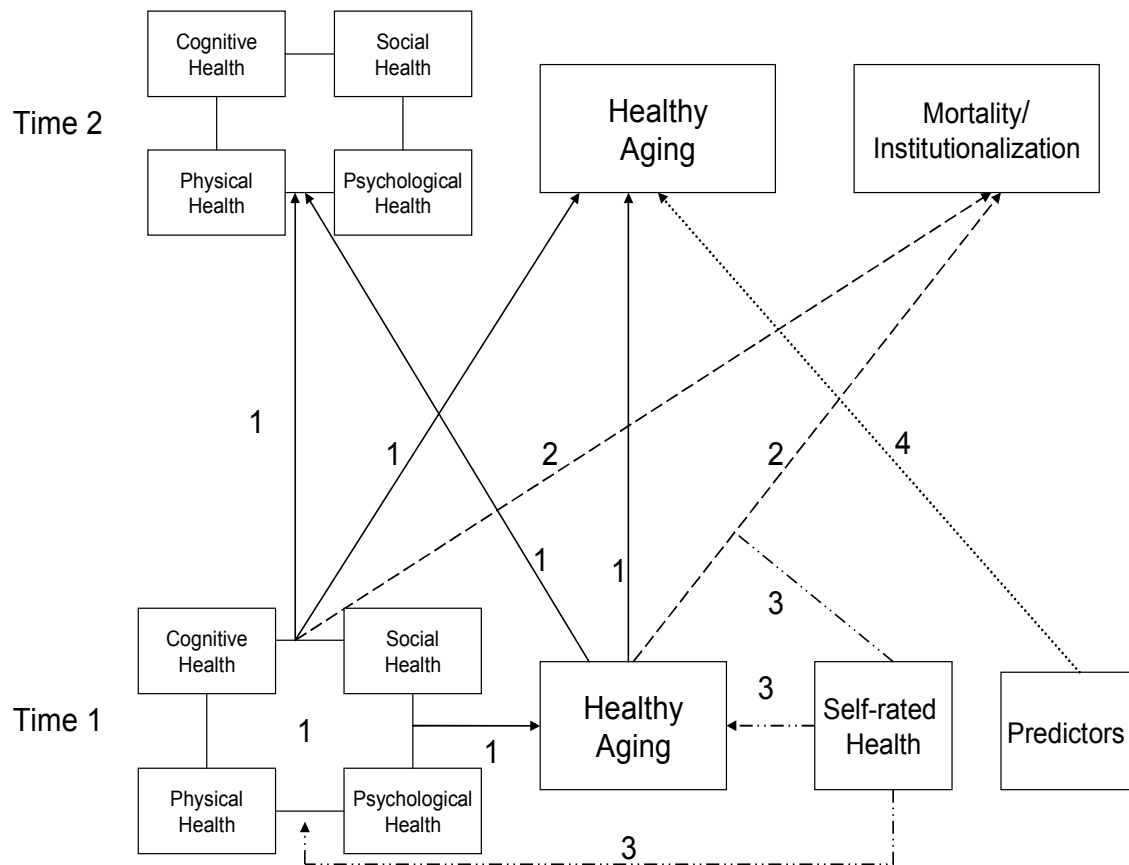 Cognitive
Health
Social
Health
Time 2
Healthy
Aging
Mortality/
Institutionalization
Physical
Health
Psychological
Health
1
1
2
2
4
1
1
3
Cognitive
Health
Social
Health
Time 1
1
1
Healthy
Aging
3
Self-rated
Health
Predictors
Physical
Health
Psychological
Health
3